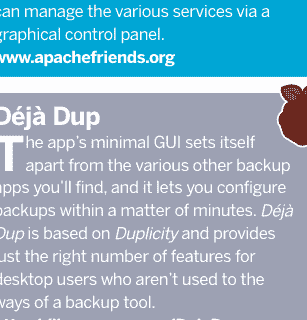 can manage the various services via a
graphical control panel.
www.apachefriends.org
Déjà Dup
The app's minimal GUI sets itself
apart from the various other backup
apps you'll find, and it lets you configure
backups within a matter of minutes. Déjà
Dup is based on Duplicity and provides
just the right number of features for
desktop users who aren't used to the
ways of a backup tool.